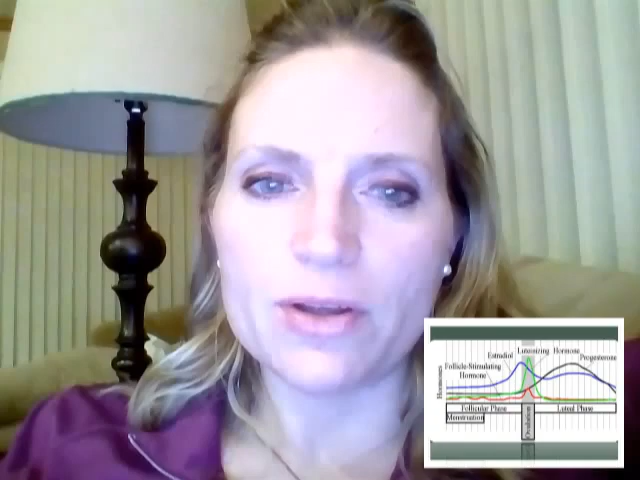 Estradiol
Luteinizing Hormone
Progesterone
Follicle-Stimulating
Hormone
Hormones
Follicular Phase
Luteal Phase
Menstruation
Ovulation